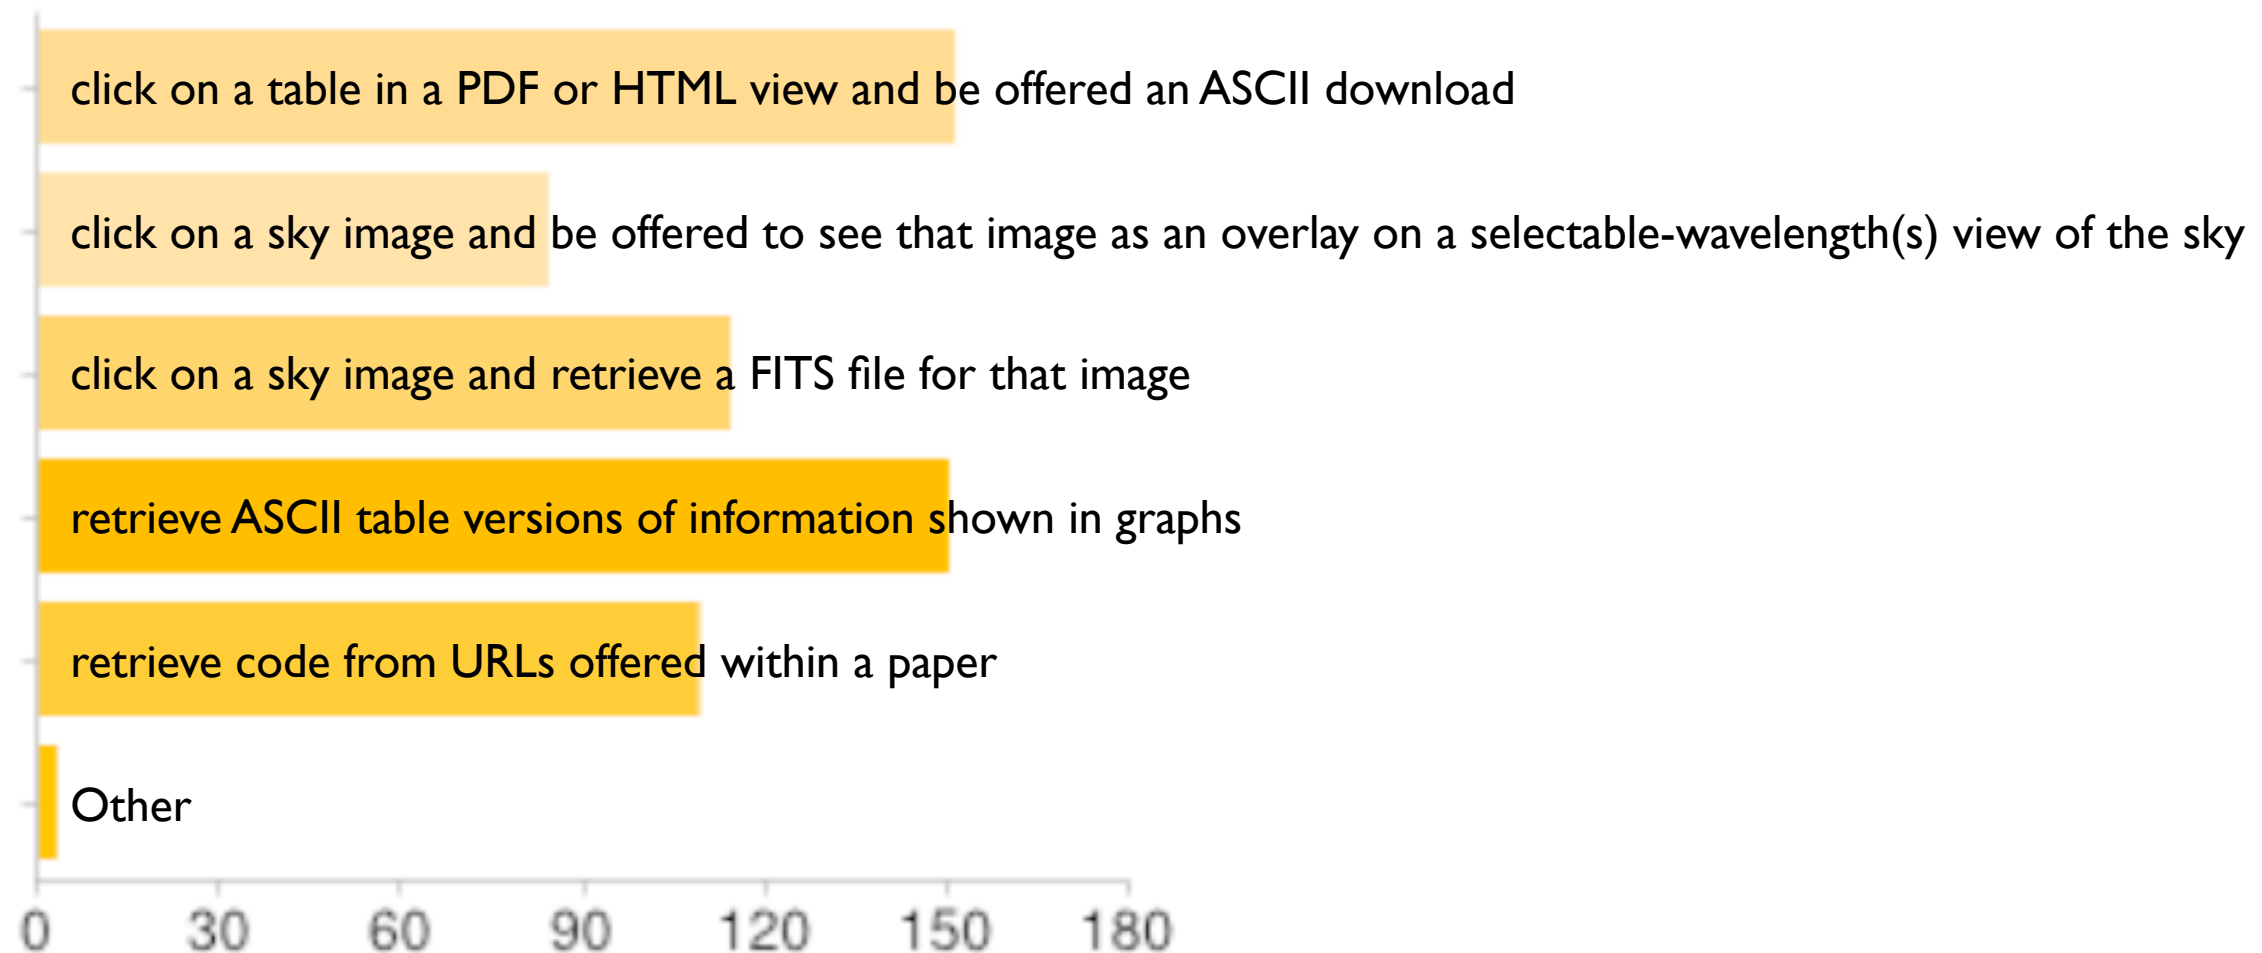 click on a table in a PDF or HTML view and be offered an ASCII download
click on a sky image and be offered to see that image as an overlay on a selectable-wavelength(s) view of the sky
click on a sky image and retrieve a FITS file for that image
retrieve ASCII table versions of information shown in graphs
retrieve code from URLs offered within a paper
Other
0 30 60 90 120 150 180